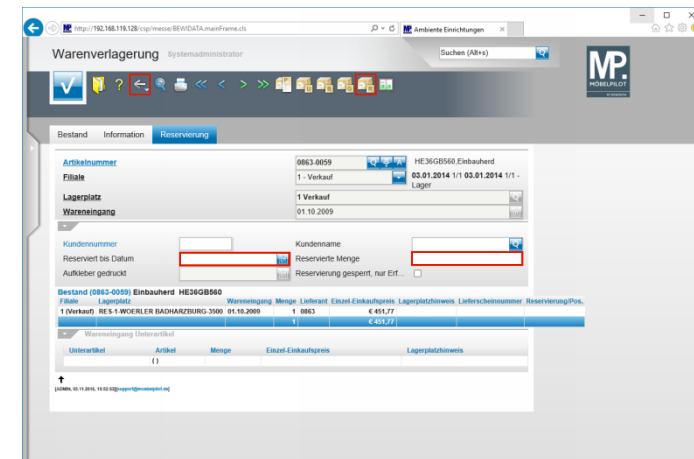 http://192.168.119.128/csp/messe/BEWIDATA.mainFrame.cls
Ambiente Einrichtungen
Warenverlagerung Systemadministrator
Suchen (Alt+s)
MP.
MÖBELPILOT
Bestand Information Reservierung
Artikelnummer 0863-0059 HE36GB560,Einbauherd
Filiale 1 - Verkauf 03.01.2014 1/1 03.01.2014 1/1 - Lager
Lagerplatz 1 Verkauf
Wareneingang 01.10.2009
Kundennummer Kundenname
Reserviert bis Datum Reservierte Menge
Aufkleber gedruckt Reservierung gesperrt, nur Erf...
Bestand (0863-0059) Einbauherd HE36GB560
Filiale Lagerplatz Wareneingang Menge Lieferant Einzel-Einkaufspreis Lagerplatzhinweis Lieferscheinnummer Reservierung/Pos.
1 (Verkauf) RES-1-WOERLER BADHARZBURG-3500 01.10.2009 1 0863 € 451,77
1 € 451,77
Wareneingang Unterartikel
Unterartikel Artikel Menge Einzel-Einkaufspreis Lagerplatzhinweis
( )